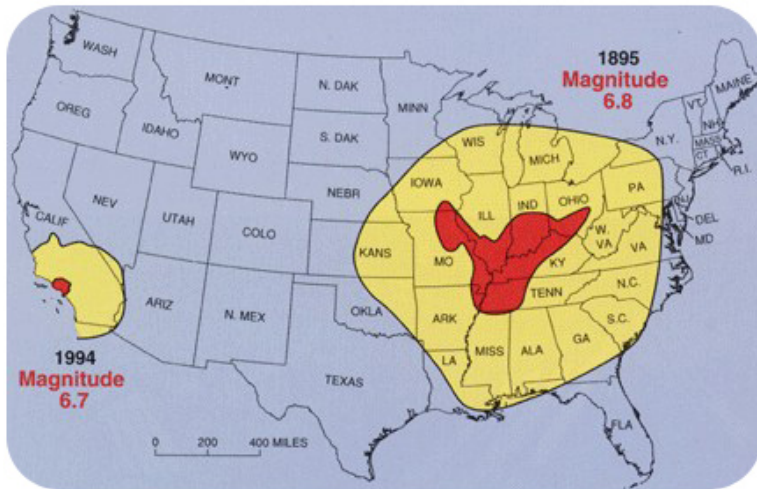 WASH
MONT
N. DAK
MINN
1895
Magnitude
6.8
MAINE
VT
NH
OREG
IDAHO
S. DAK
WIS
MICH
N.Y.
MASS
CT
R.I.
WYO
IOWA
PA
NEV
NEBR
ILL
IND
OHIO
N.J.
CALIF
UTAH
COLO
KANS
MO
W.
VA
VA
DEL
MD
KY
ARIZ
N. MEX
OKLA
ARK
TENN
N.C.
S.C.
1994
Magnitude
6.7
TEXAS
LA
MISS
ALA
GA
FLA
0 200 400 MILES